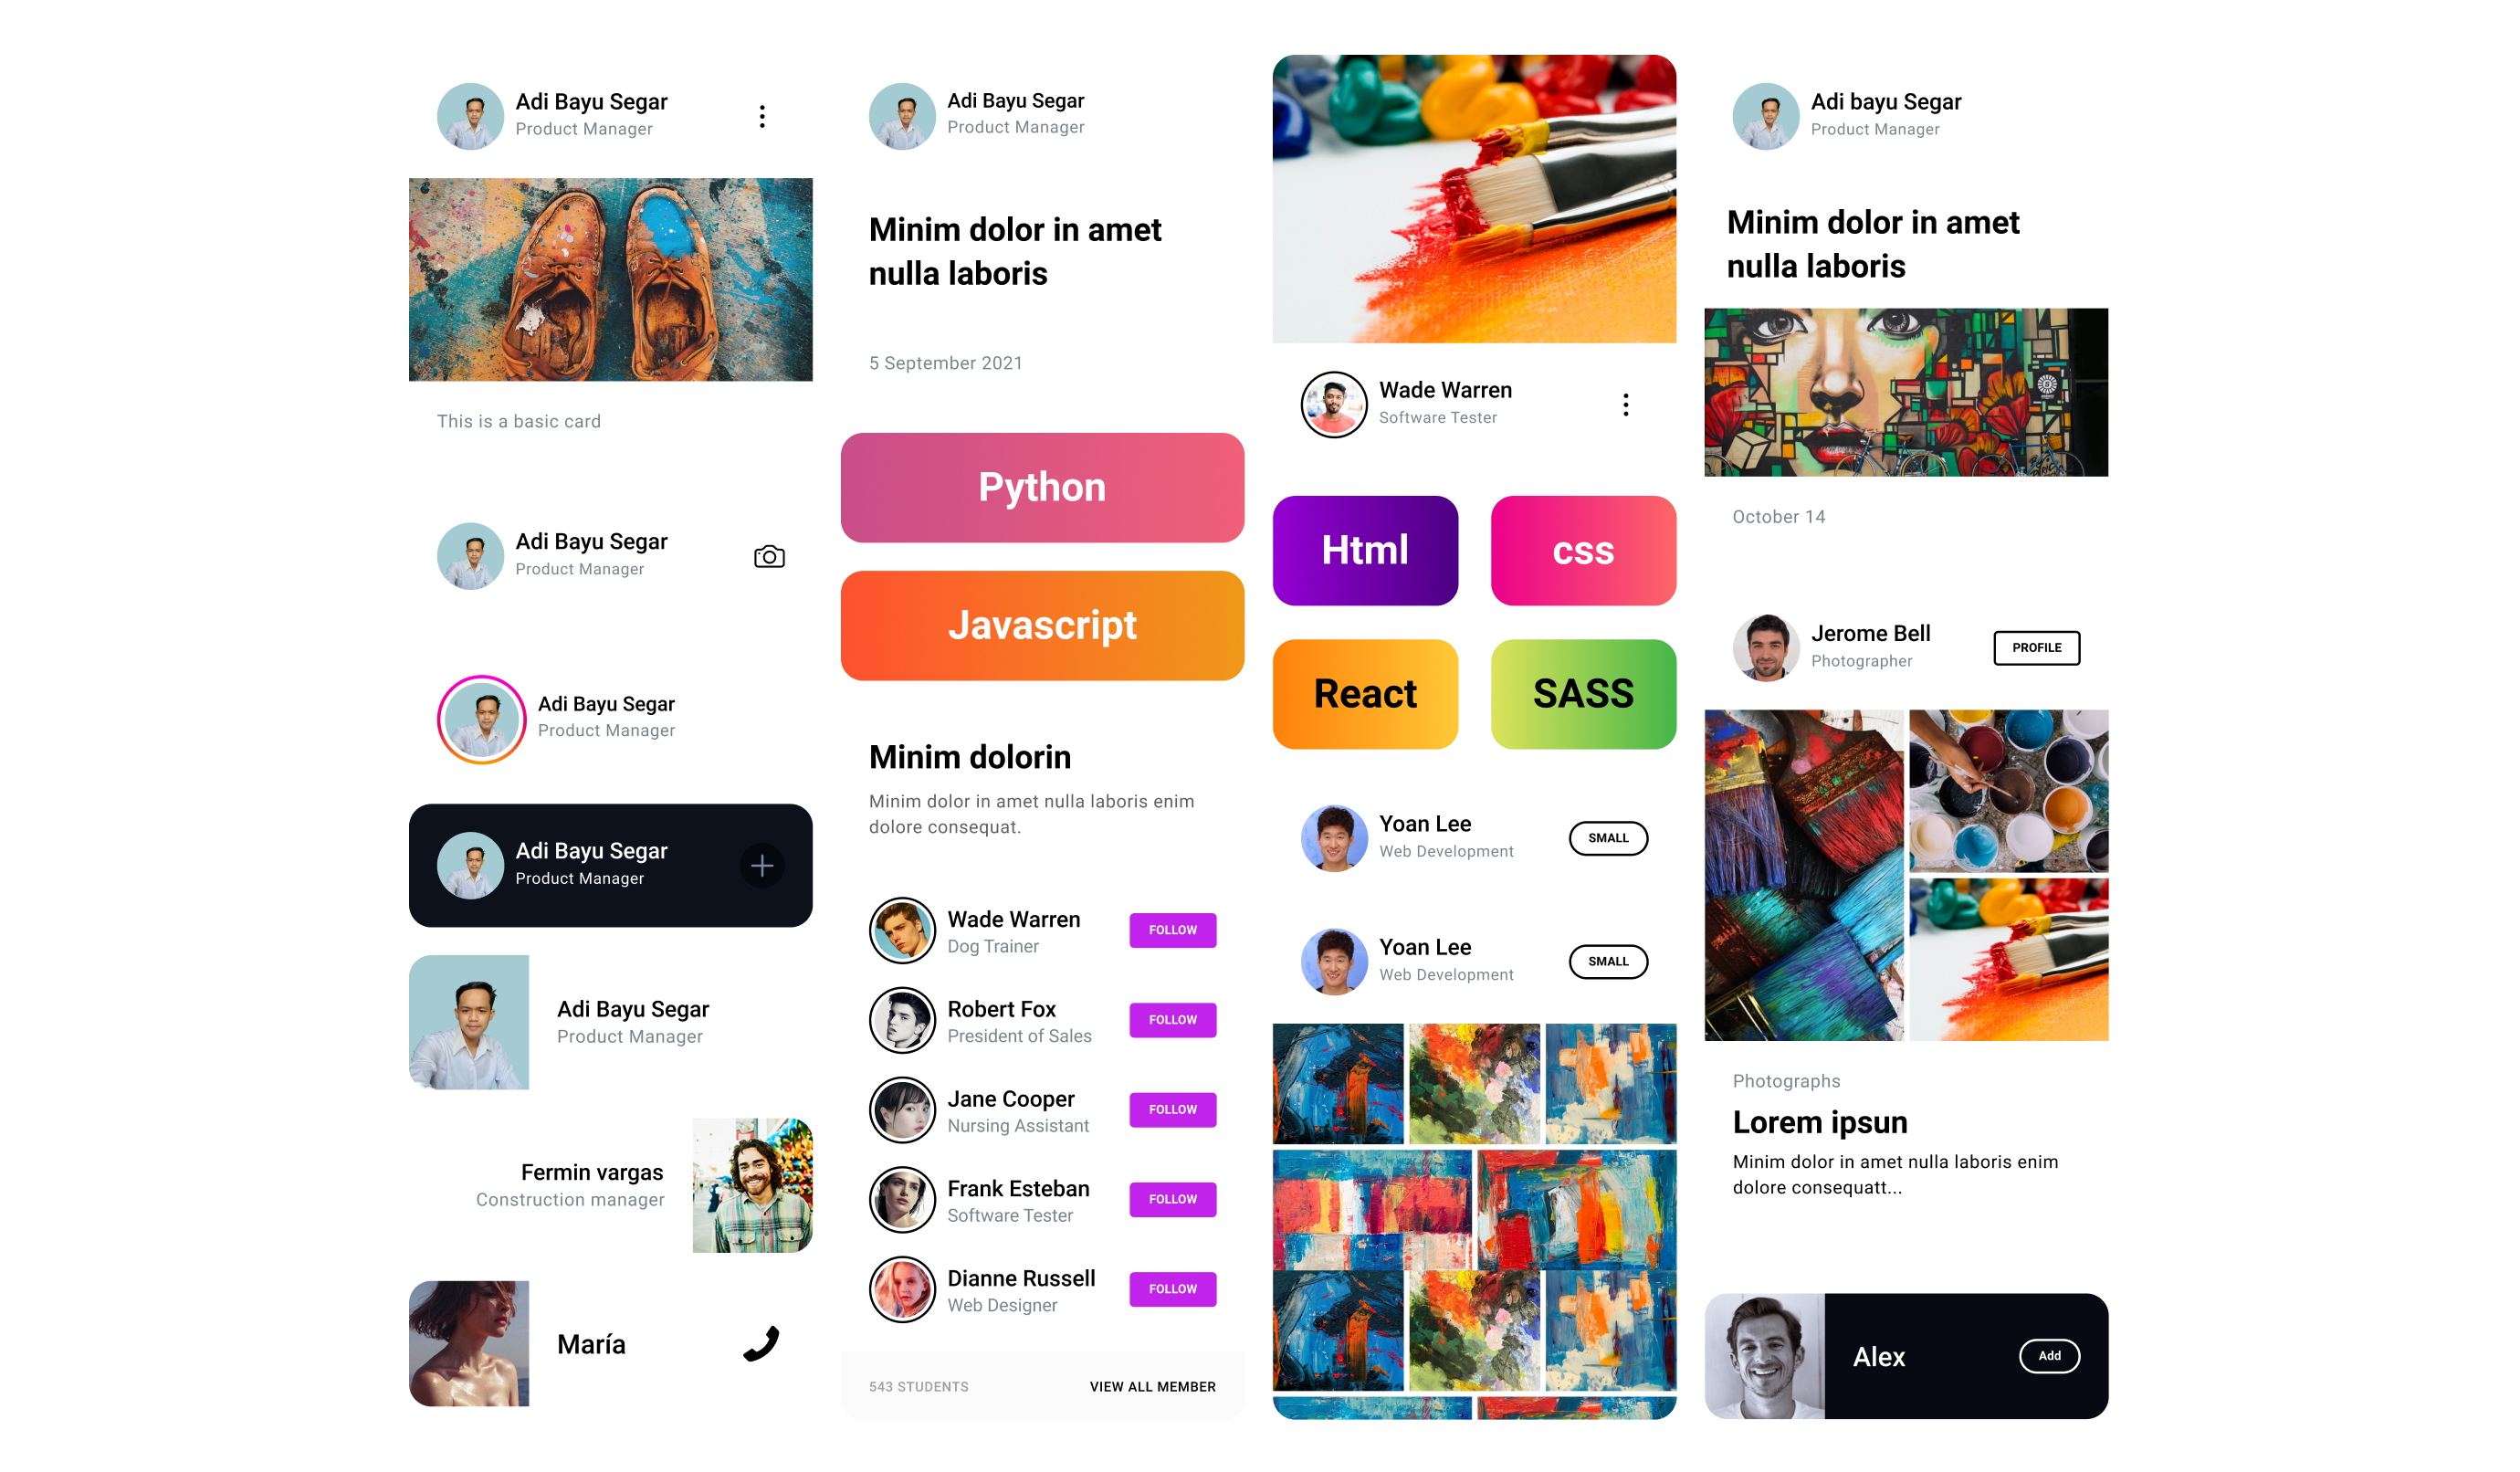 Adi Bayu Segar
Product Manager
This is a basic card
Adi Bayu Segar
Product Manager
Adi Bayu Segar
Product Manager
Adi Bayu Segar
Product Manager
Adi Bayu Segar
Product Manager
Fermin vargas
Construction manager
María
Adi Bayu Segar
Product Manager
Minim dolor in amet
nulla laboris
5 September 2021
Python
Javascript
Minim dolorin
Minim dolor in amet nulla laboris enim
dolore consequat.
Wade Warren
Dog Trainer
FOLLOW
Robert Fox
President of Sales
FOLLOW
Jane Cooper
Nursing Assistant
FOLLOW
Frank Esteban
Software Tester
FOLLOW
Dianne Russell
Web Designer
FOLLOW
543 STUDENTS
VIEW ALL MEMBER
Wade Warren
Software Tester
Html
css
React
SASS
Yoan Lee
Web Development
SMALL
Yoan Lee
Web Development
SMALL
Adi bayu Segar
Product Manager
Minim dolor in amet
nulla laboris
October 14
Jerome Bell
Photographer
PROFILE
Photographs
Lorem ipsun
Minim dolor in amet nulla laboris enim
dolore consequatt...
Alex
Add